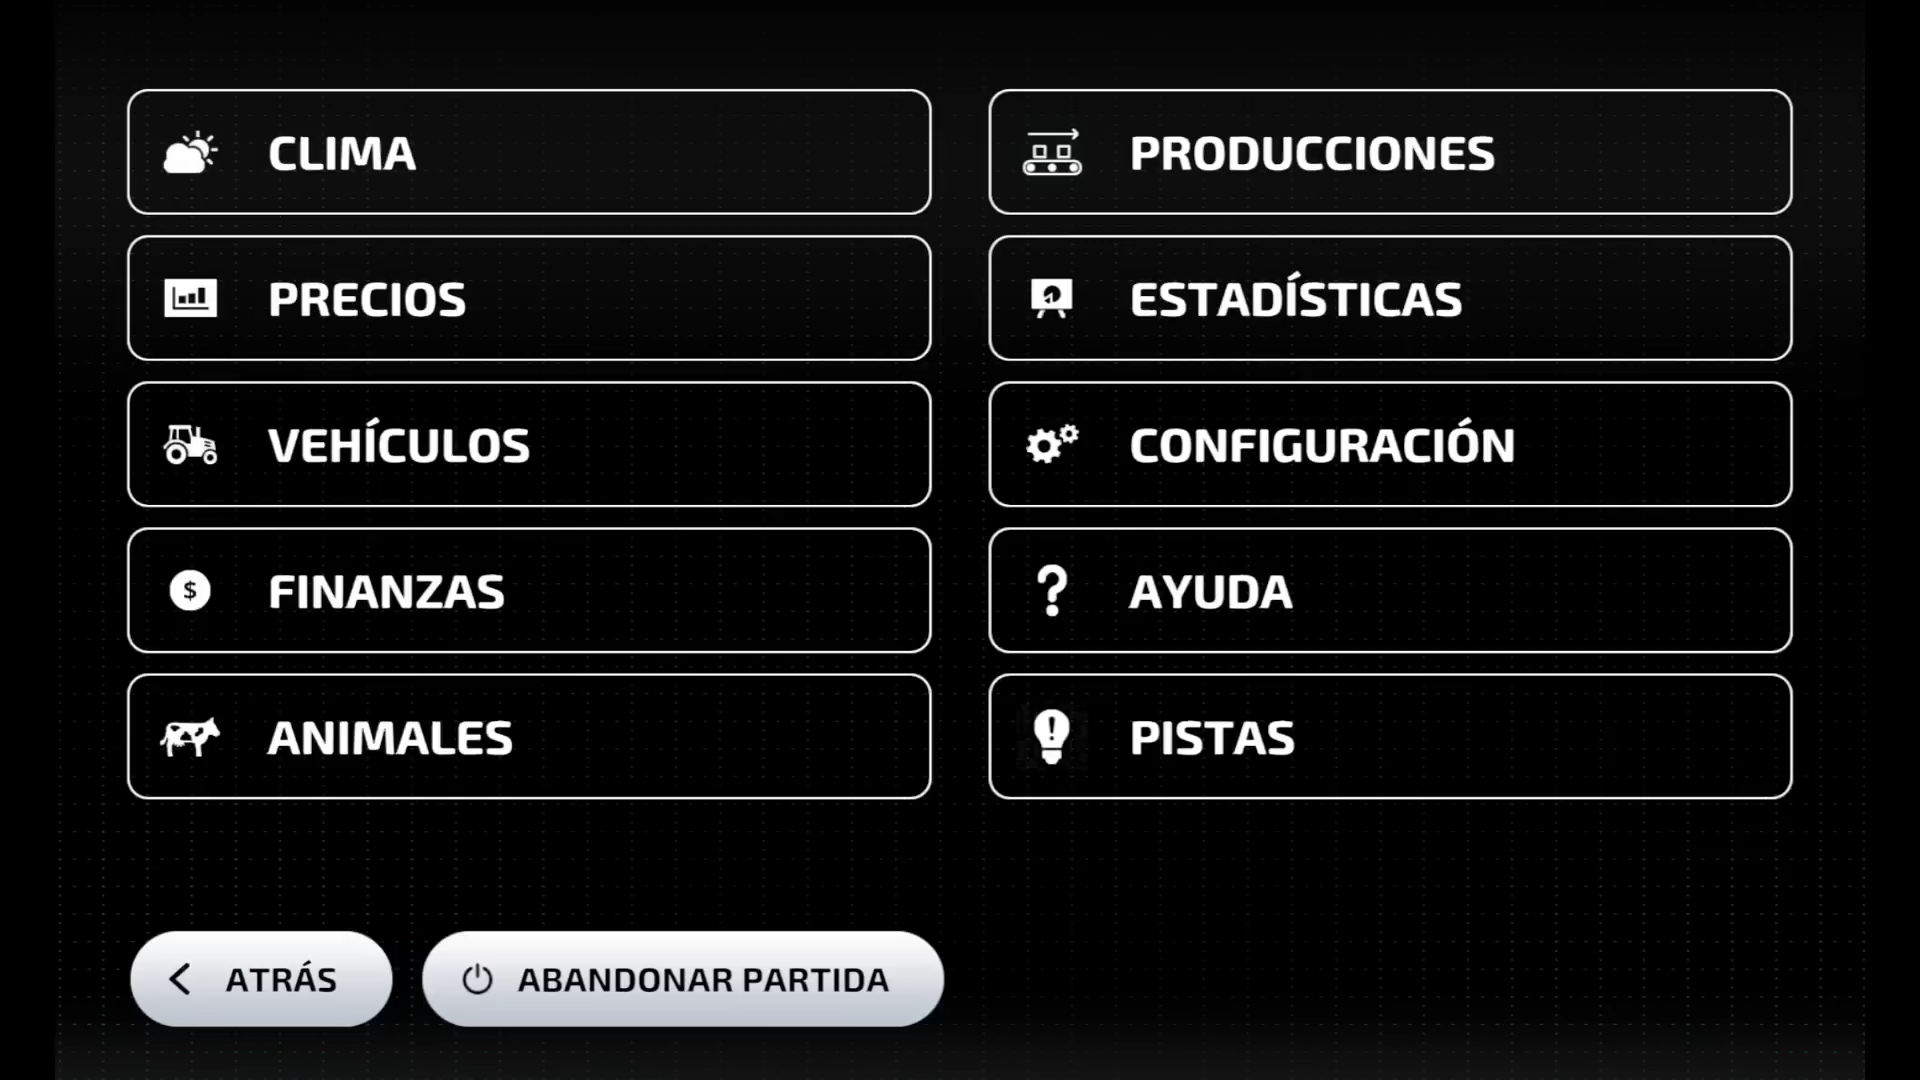 CLIMA
PRECIOS
VEHÍCULOS
FINANZAS
ANIMALES
PRODUCCIONES
ESTADÍSTICAS
CONFIGURACIÓN
AYUDA
PISTAS
ATRÁS
ABANDONAR PARTIDA